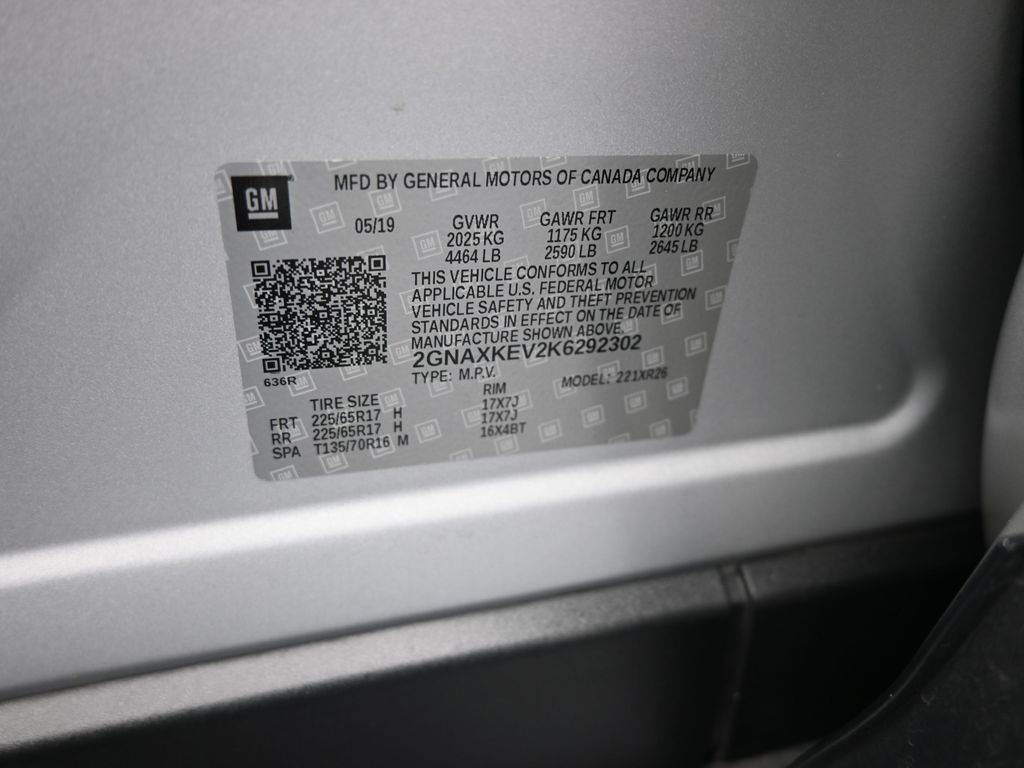 GM
MFD BY GENERAL MOTORS OF CANADA COMPANY
05/19
GVWR GAWR FRT GAWR RR
2025 KG 1175 KG 1200 KG
4464 LB 2590 LB 2645 LB
THIS VEHICLE CONFORMS TO ALL
APPLICABLE U.S. FEDERAL MOTOR
VEHICLE SAFETY AND THEFT PREVENTION
STANDARDS IN EFFECT ON THE DATE OF
MANUFACTURE SHOWN ABOVE.
2GNAXKEV2K6292302
636R
TYPE: M.P.V. MODEL: 221XR26
TIRE SIZE RIM
FRT 225/65R17 H 17X7J
RR 225/65R17 H 17X7J
SPA T135/70R16 M 16X4BT